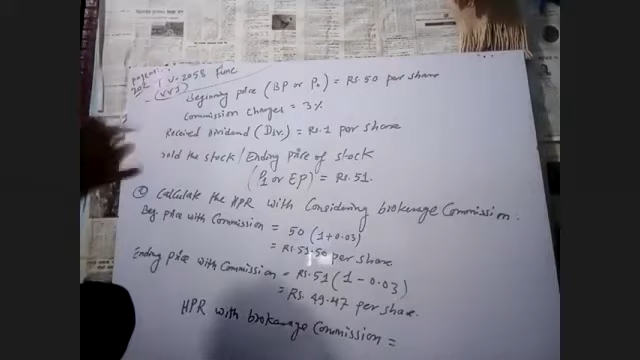 202 T.U. 2058
(VVI)
Beginning price (BP or P₀) = Rs. 50 per share
Commission charges = 3%
Received Dividend (Div.) = Rs. 1 per share
sold the stock / Ending price of stock
(P₁ or EP) = Rs. 51.
Calculate the HPR with Considering brokerage Commission.
Beg price with Commission = 50 (1+0.03)
= Rs. 51.50 per share
Ending price with Commission = Rs. 51 (1 - 0.03)
= Rs. 49.47 per share.
HPR with brokerage Commission =